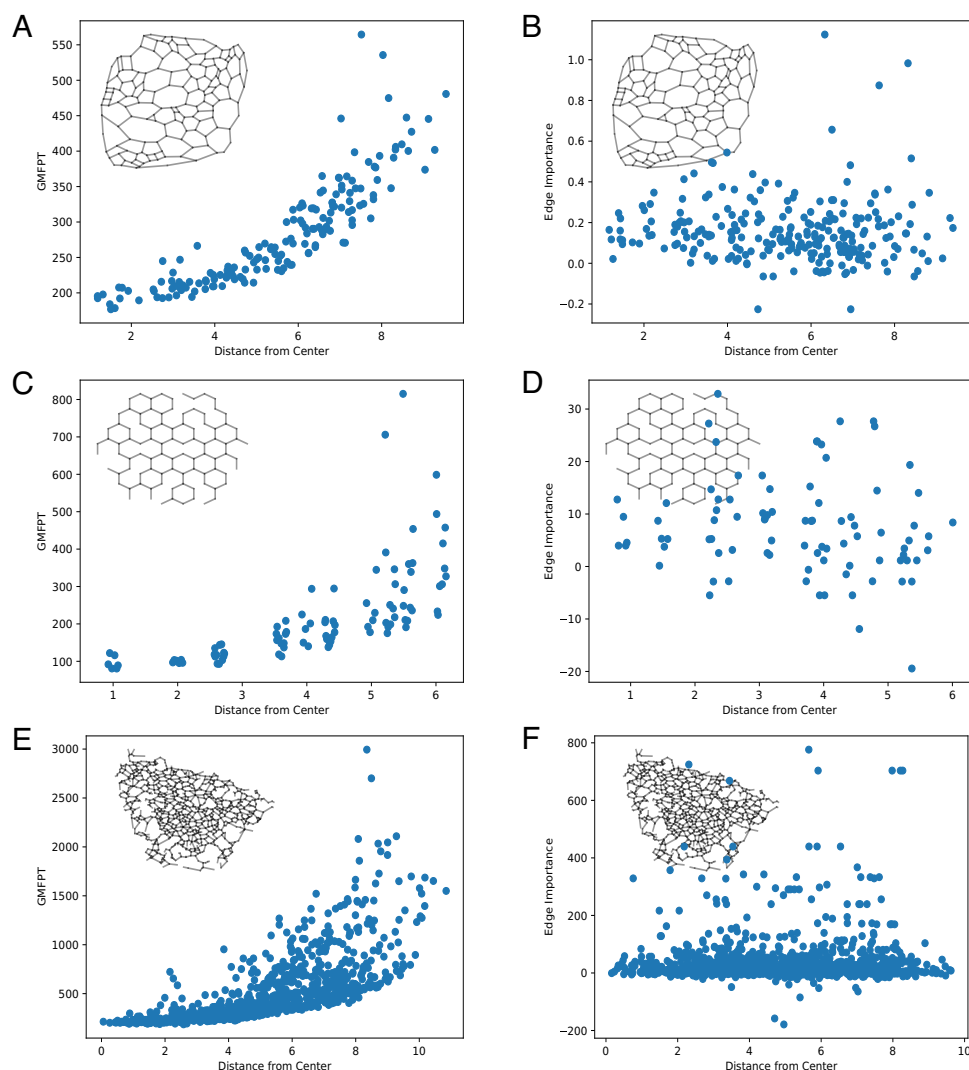 A
550
500
450
400
350
300
250
200
GMFPT
2 4 6 8
Distance from Center
B
1.0
0.8
0.6
0.4
0.2
0.0
−0.2
Edge Importance
2 4 6 8
Distance from Center
C
800
700
600
500
400
300
200
100
GMFPT
1 2 3 4 5 6
Distance from Center
D
30
20
10
0
−10
−20
Edge Importance
1 2 3 4 5 6
Distance from Center
E
3000
2500
2000
1500
1000
500
GMFPT
0 2 4 6 8 10
Distance from Center
F
800
600
400
200
0
−200
Edge Importance
0 2 4 6 8 10
Distance from Center